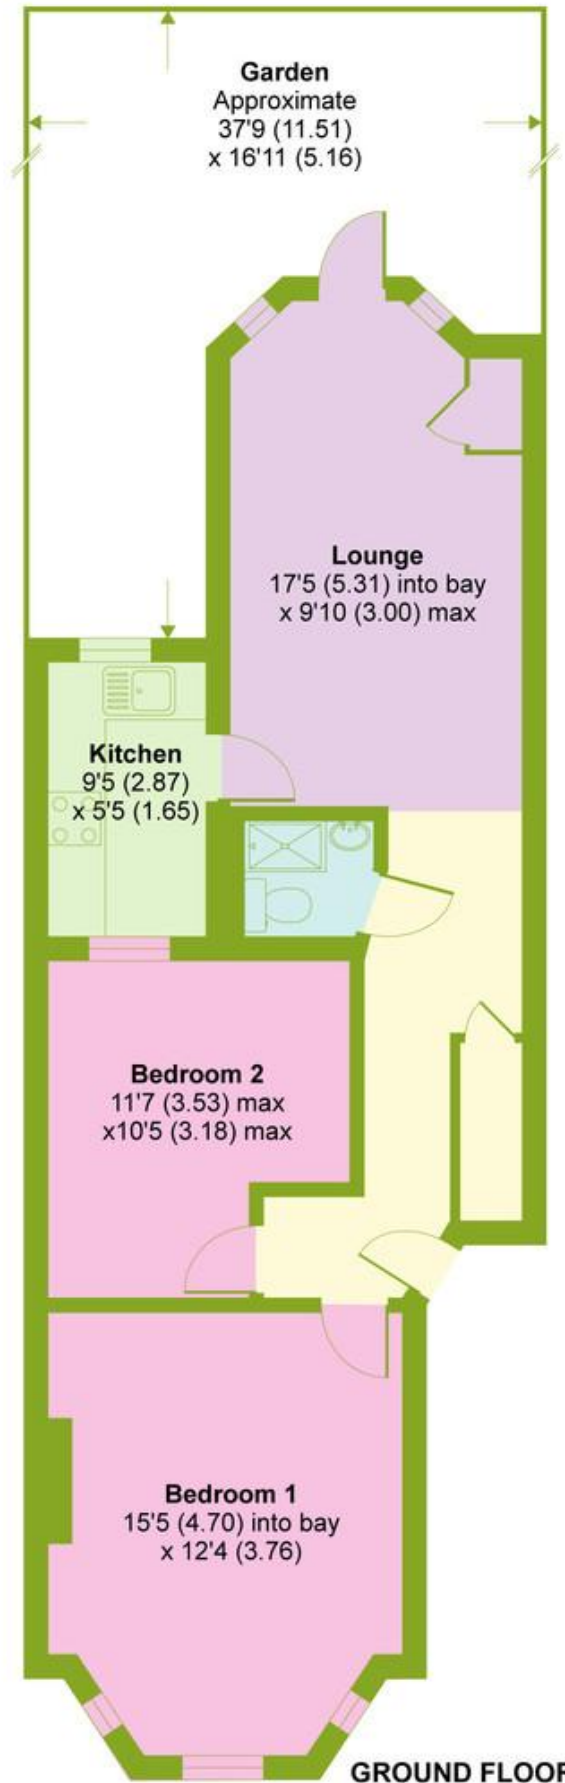 Garden
Approximate
37'9 (11.51)
x 16'11 (5.16)
Lounge
17'5 (5.31) into bay
x 9'10 (3.00) max
Kitchen
9'5 (2.87)
x 5'5 (1.65)
Bedroom 2
11'7 (3.53) max
x10'5 (3.18) max
Bedroom 1
15'5 (4.70) into bay
x 12'4 (3.76)
GROUND FLOOR